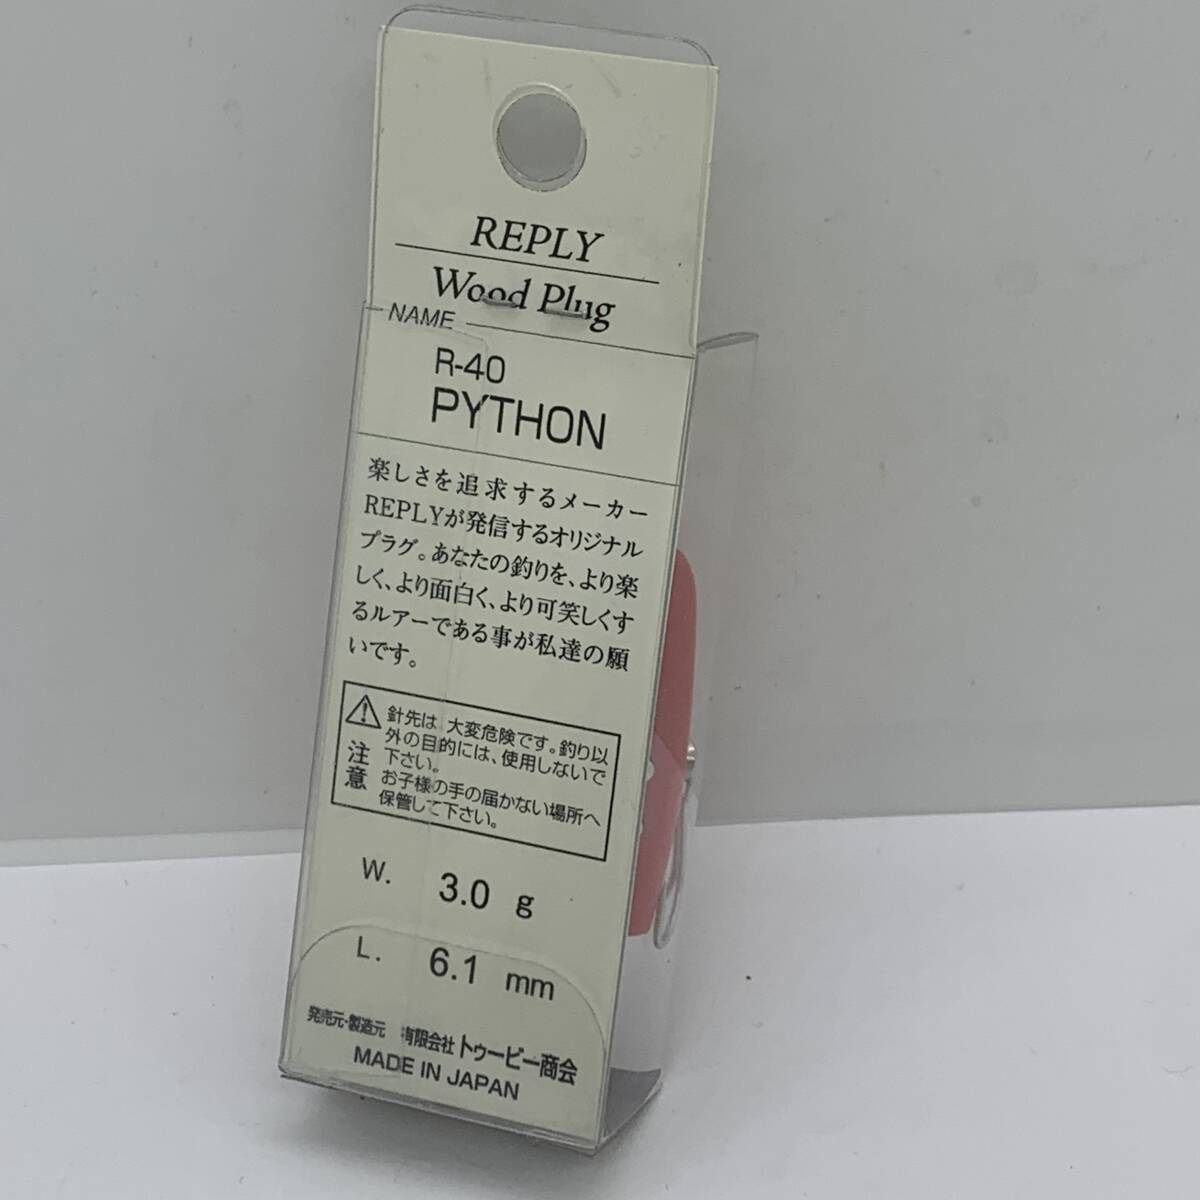 REPLY
Wood Plug
NAME
R-40
PYTHON
楽しさを追求するメーカー
REPLYが発信するオリジナル
プラグ。あなたの釣りを、より楽
しく、より面白く、より可笑しくす
るルアーである事が私達の願
いです。
注意
針先は 大変危険です。釣り以
外の目的には、使用しないで
下さい。
お子様の手の届かない場所へ
保管して下さい。
W. 3.0 g
L. 6.1 mm
発売元・製造元 有限会社 トゥービー商会
MADE IN JAPAN